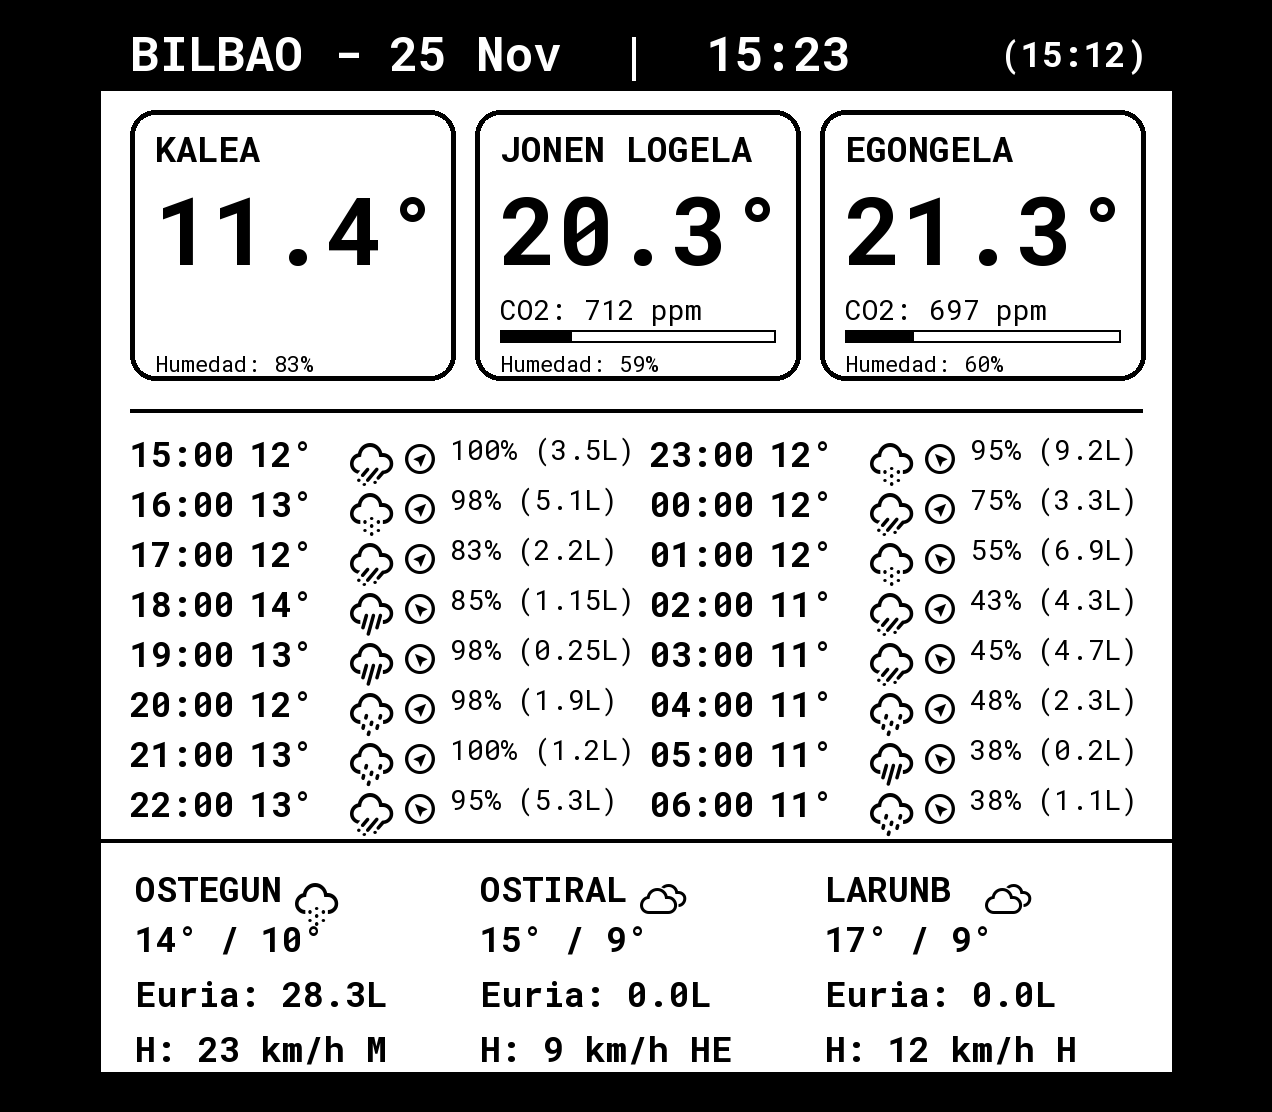 BILBAO - 25 Nov | 15:23 (15:12)
KALEA
11.4°
Humedad: 83%
JONEN LOGELA
20.3°
CO2: 712 ppm
Humedad: 59%
EGONGELA
21.3°
CO2: 697 ppm
Humedad: 60%
15:00 12° 100% (3.5L)
16:00 13° 98% (5.1L)
17:00 12° 83% (2.2L)
18:00 14° 85% (1.15L)
19:00 13° 98% (0.25L)
20:00 12° 98% (1.9L)
21:00 13° 100% (1.2L)
22:00 13° 95% (5.3L)
23:00 12° 95% (9.2L)
00:00 12° 75% (3.3L)
01:00 12° 55% (6.9L)
02:00 11° 43% (4.3L)
03:00 11° 45% (4.7L)
04:00 11° 48% (2.3L)
05:00 11° 38% (0.2L)
06:00 11° 38% (1.1L)
OSTEGUN
14° / 10°
Euria: 28.3L
H: 23 km/h M
OSTIRAL
15° / 9°
Euria: 0.0L
H: 9 km/h HE
LARUNB
17° / 9°
Euria: 0.0L
H: 12 km/h H